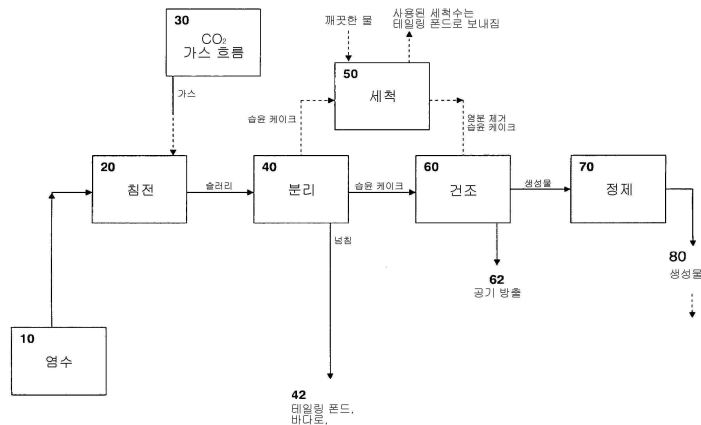 30
CO₂
가스 흐름
깨끗한 물
사용된 세척수는
테일링 폰드로 보내짐
50
세척
가스
습윤 케이크
염분 제거
습윤 케이크
20
침전
슬러리
40
분리
습윤 케이크
60
건조
생성물
70
정제
넝침
62
공기 방출
80
생성물
10
염수
42
테일링 폰드,
바다로,